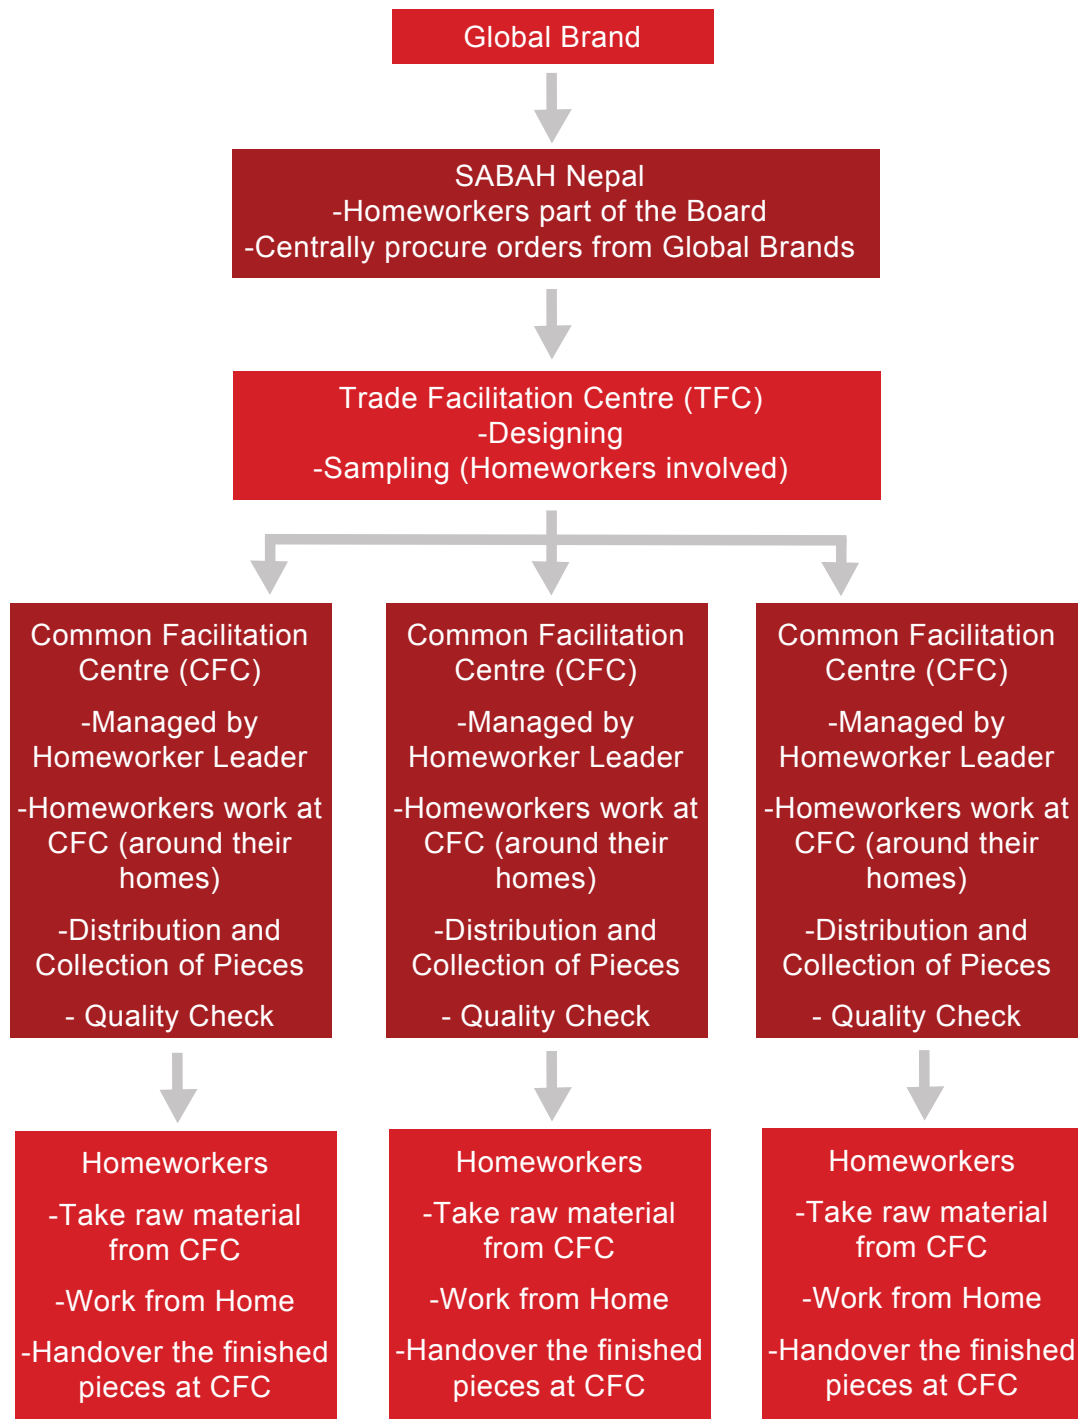 Global Brand
SABAH Nepal
-Homeworkers part of the Board
-Centrally procure orders from Global Brands
Trade Facilitation Centre (TFC)
-Designing
-Sampling (Homeworkers involved)
Common Facilitation
Centre (CFC)
-Managed by
Homeworker Leader
-Homeworkers work at
CFC (around their
homes)
-Distribution and
Collection of Pieces
- Quality Check
Common Facilitation
Centre (CFC)
-Managed by
Homeworker Leader
-Homeworkers work at
CFC (around their
homes)
-Distribution and
Collection of Pieces
- Quality Check
Common Facilitation
Centre (CFC)
-Managed by
Homeworker Leader
-Homeworkers work at
CFC (around their
homes)
-Distribution and
Collection of Pieces
- Quality Check
Homeworkers
-Take raw material
from CFC
-Work from Home
-Handover the finished
pieces at CFC
Homeworkers
-Take raw material
from CFC
-Work from Home
-Handover the finished
pieces at CFC
Homeworkers
-Take raw material
from CFC
-Work from Home
-Handover the finished
pieces at CFC